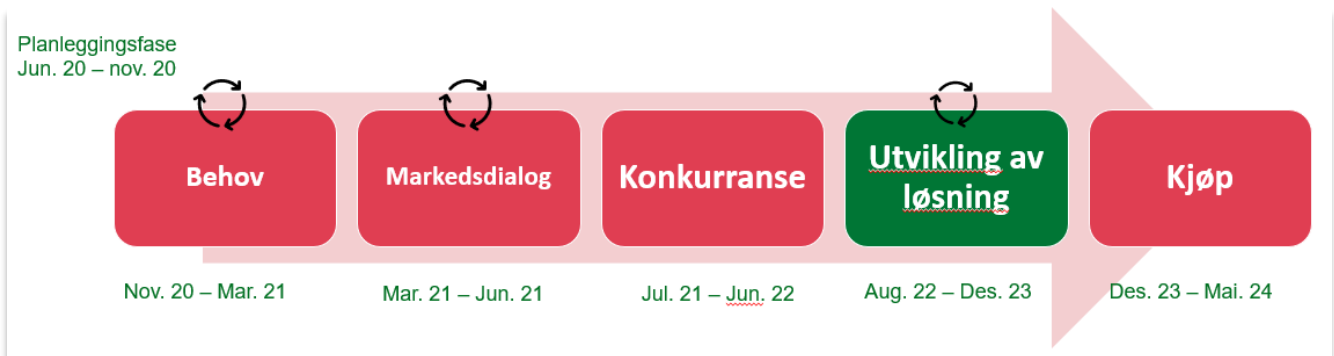 Planleggingsfase
Jun. 20 – nov. 20
Behov
Markedsdialog
Konkurranse
Utvikling av
løsning
Kjøp
Nov. 20 – Mar. 21
Mar. 21 – Jun. 21
Jul. 21 – Jun. 22
Aug. 22 – Des. 23
Des. 23 – Mai. 24